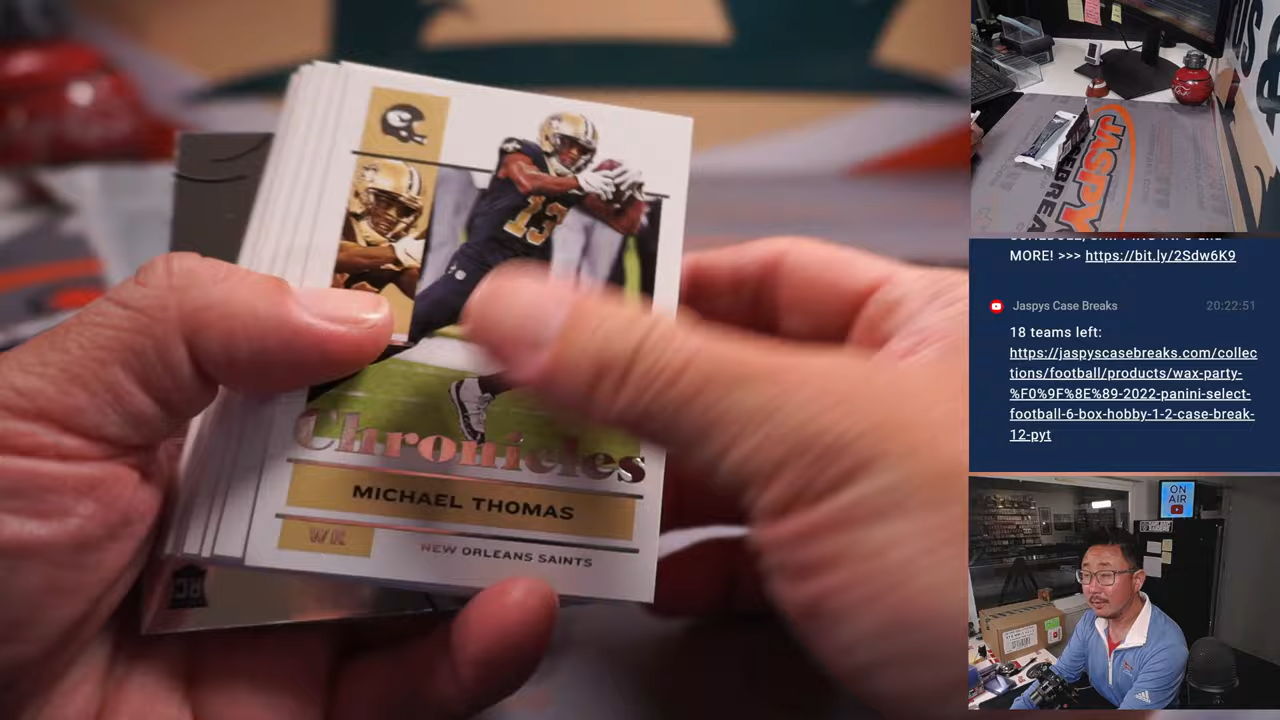 13
Chronicles
MICHAEL THOMAS
WR
NEW ORLEANS SAINTS
RC
JASPY
MORE! >>> https://bit.ly/2Sdw6K9
Jaspys Case Breaks 20:22:51
18 teams left:
https://jaspyscasebreaks.com/collec
tions/football/products/wax-party-
%F0%9F%8E%89-2022-panini-select-
football-6-box-hobby-1-2-case-break-
12-pyt
ON
AIR